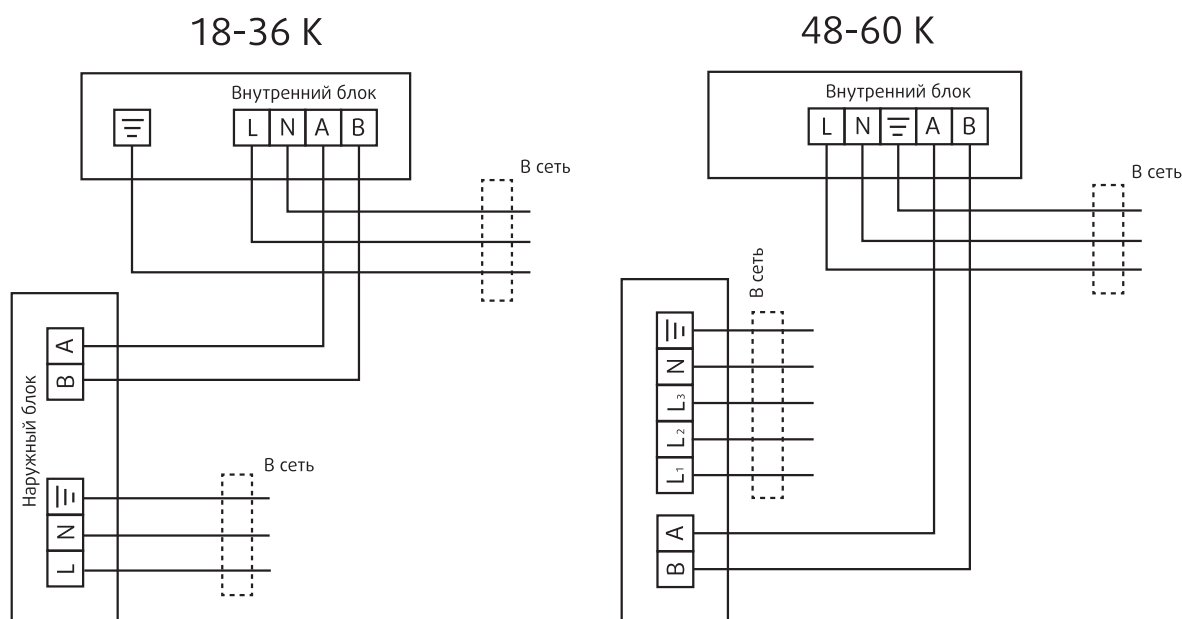 18-36 K
Внутренний блок
L N A B
В сеть
Наружный блок
A
B
В сеть
N
L
48-60 K
Внутренний блок
L N A B
В сеть
В сеть
N
L3
L2
L1
A
B